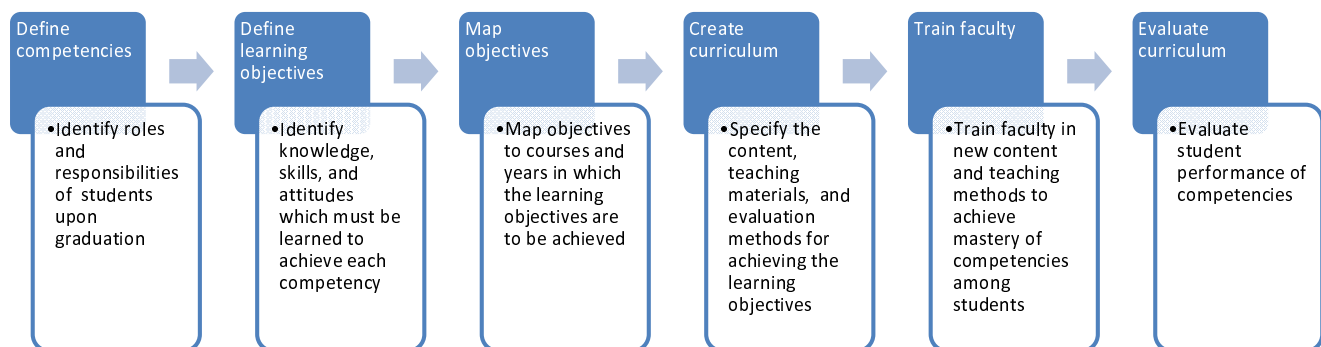 Define
competencies
•Identify roles
and
responsibilities
of students
upon
graduation
Define
learning
objectives
•Identify
knowledge,
skills, and
attitudes
which must be
learned to
achieve each
competency
Map
objectives
•Map objectives
to courses and
years in which
the learning
objectives are
to be achieved
Create
curriculum
•Specify the
content,
teaching
materials, and
evaluation
methods for
achieving the
learning
objectives
Train faculty
•Train faculty in
new content
and teaching
methods to
achieve
mastery of
competencies
among
students
Evaluate
curriculum
•Evaluate
student
performance of
competencies